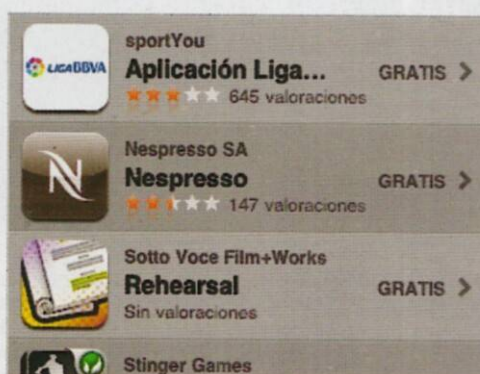 sportYou
LIGABBVA
Aplicación Liga... GRATIS >
645 valoraciones
Nespresso SA
N
Nespresso GRATIS >
147 valoraciones
Sotto Voce Film+Works
Rehearsal GRATIS >
Sin valoraciones
Stinger Games